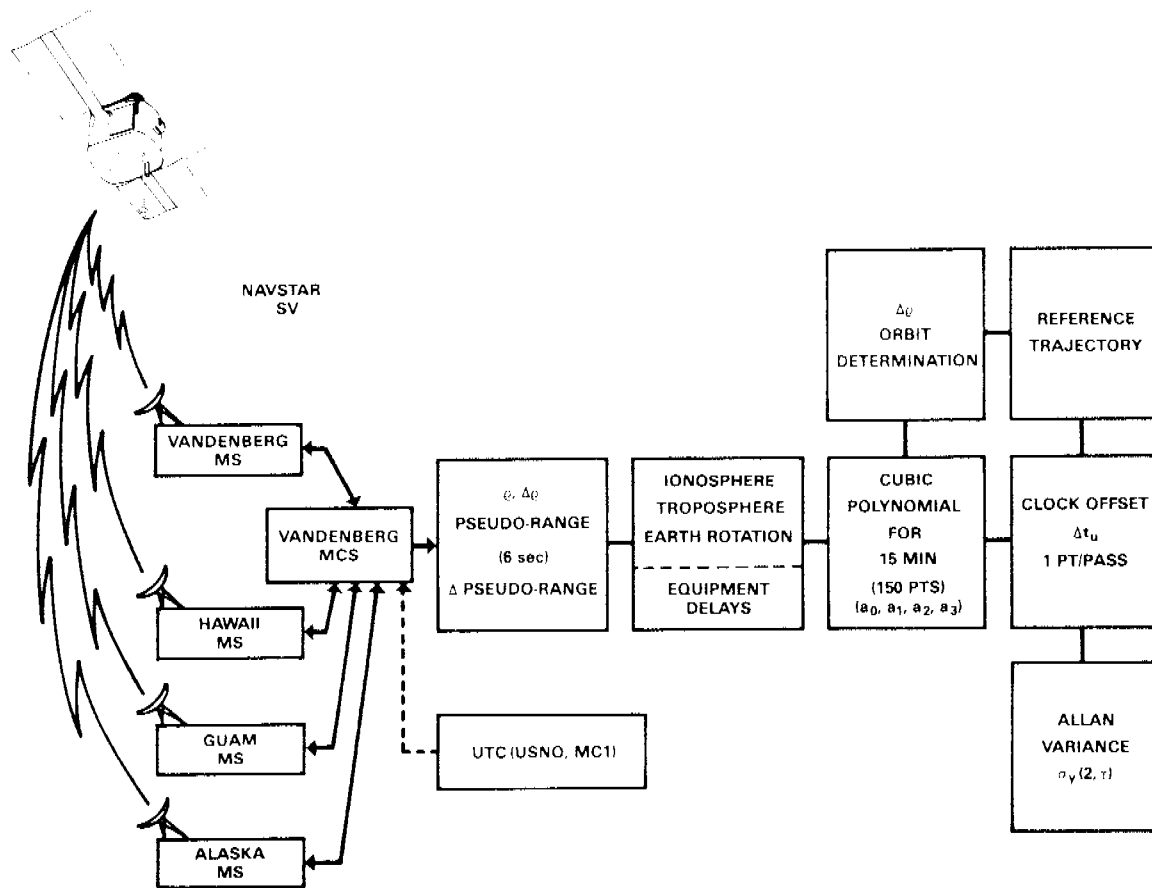 NAVSTAR
SV
VANDENBERG
MS
HAWAII
MS
GUAM
MS
ALASKA
MS
VANDENBERG
MCS
UTC (USNO, MC1)
ϱ, Δϱ
PSEUDO-RANGE
(6 sec)
Δ PSEUDO-RANGE
IONOSPHERE
TROPOSPHERE
EARTH ROTATION
EQUIPMENT
DELAYS
Δϱ
ORBIT
DETERMINATION
REFERENCE
TRAJECTORY
CUBIC
POLYNOMIAL
FOR
15 MIN
(150 PTS)
(a₀, a₁, a₂, a₃)
CLOCK OFFSET
Δtᵤ
1 PT/PASS
ALLAN
VARIANCE
σy (2, τ)